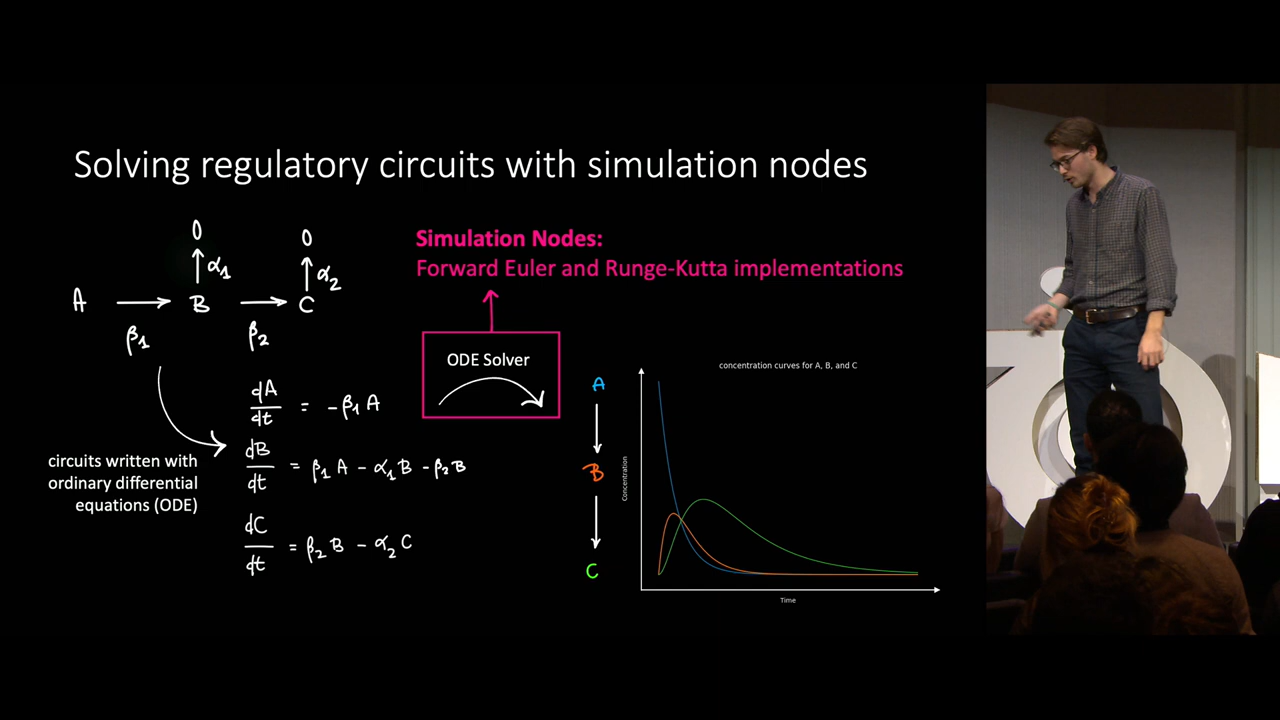 Solving regulatory circuits with simulation nodes
0
0
α₁
α₂
A
B
C
β₁
β₂
Simulation Nodes:
Forward Euler and Runge-Kutta implementations
ODE Solver
dA/dt = -β₁ A
dB/dt = β₁ A - α₁ B - β₂ B
dC/dt = β₂ B - α₂ C
circuits written with
ordinary differential
equations (ODE)
A
B
C
concentration curves for A, B, and C
Concentration
Time